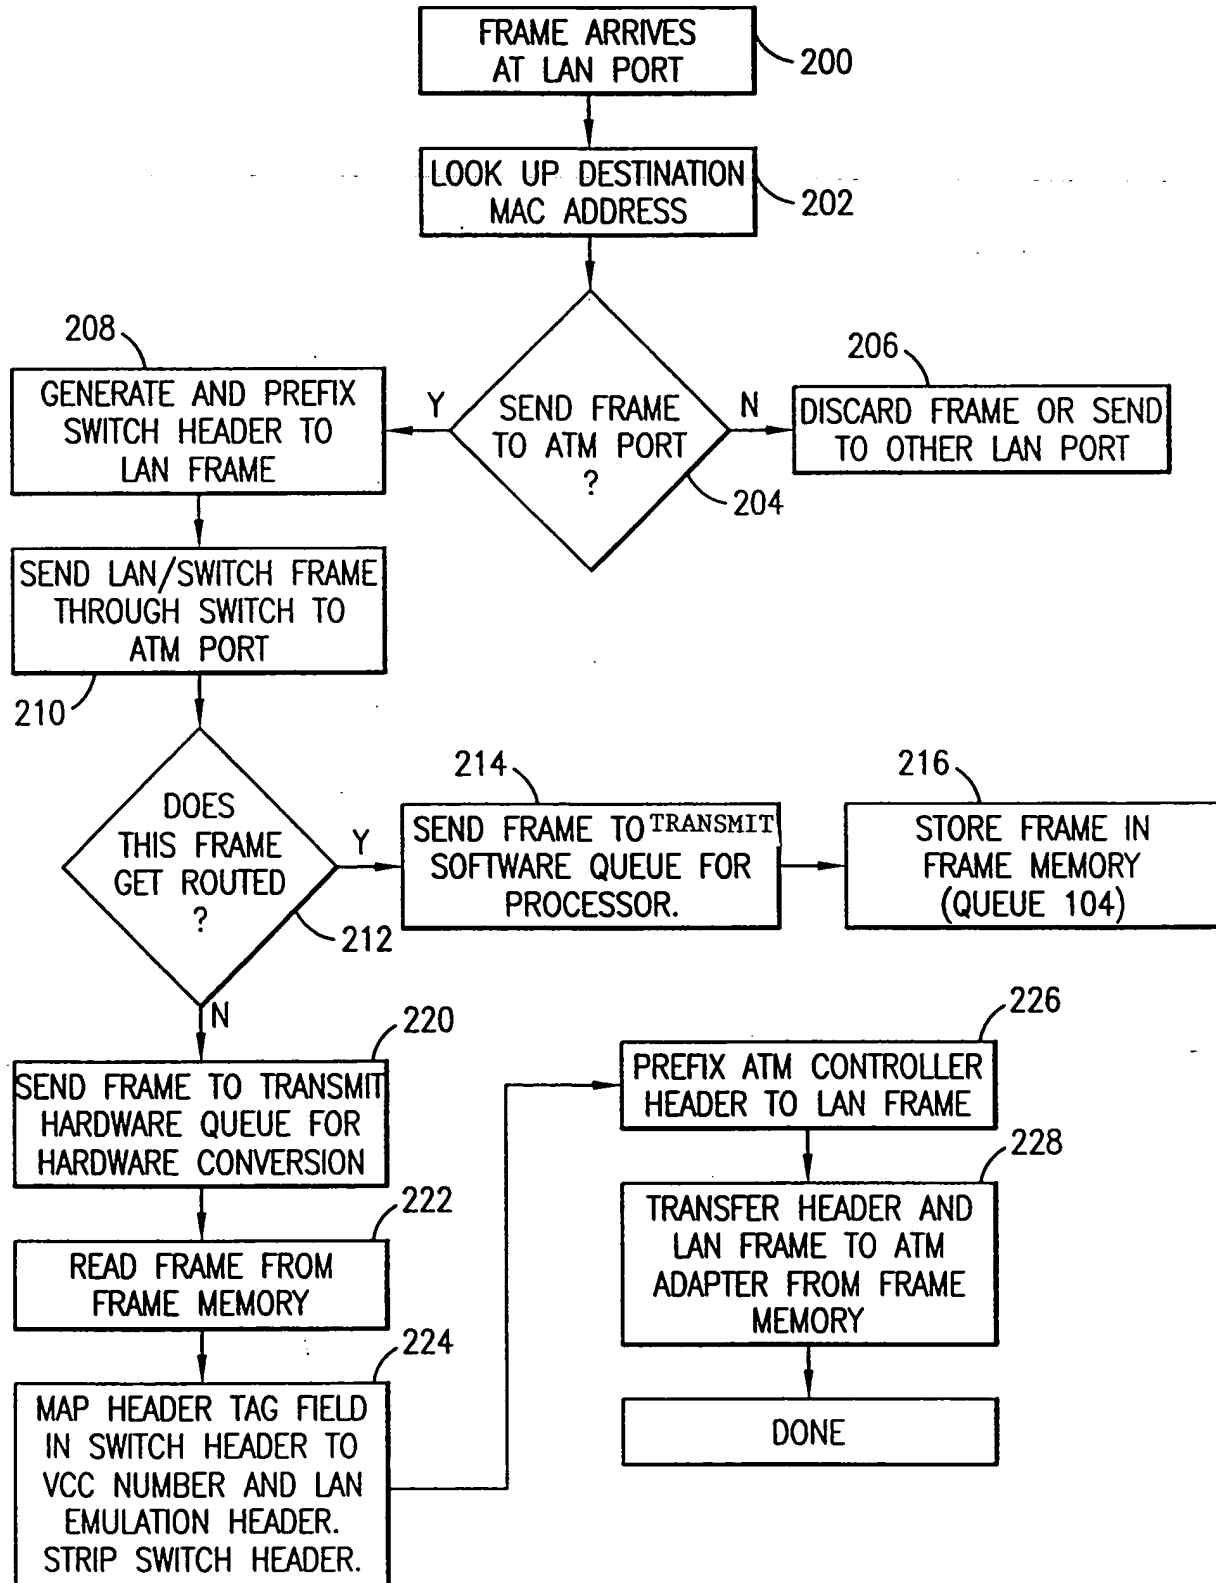 FRAME ARRIVES
AT LAN PORT
200
LOOK UP DESTINATION
MAC ADDRESS
202
SEND FRAME
TO ATM PORT
?
204
Y
N
206
DISCARD FRAME OR SEND
TO OTHER LAN PORT
208
GENERATE AND PREFIX
SWITCH HEADER TO
LAN FRAME
SEND LAN/SWITCH FRAME
THROUGH SWITCH TO
ATM PORT
210
DOES
THIS FRAME
GET ROUTED
?
212
Y
N
214
SEND FRAME TO TRANSMIT
SOFTWARE QUEUE FOR
PROCESSOR.
216
STORE FRAME IN
FRAME MEMORY
(QUEUE 104)
220
SEND FRAME TO TRANSMIT
HARDWARE QUEUE FOR
HARDWARE CONVERSION
222
READ FRAME FROM
FRAME MEMORY
224
MAP HEADER TAG FIELD
IN SWITCH HEADER TO
VCC NUMBER AND LAN
EMULATION HEADER.
STRIP SWITCH HEADER.
226
PREFIX ATM CONTROLLER
HEADER TO LAN FRAME
228
TRANSFER HEADER AND
LAN FRAME TO ATM
ADAPTER FROM FRAME
MEMORY
DONE